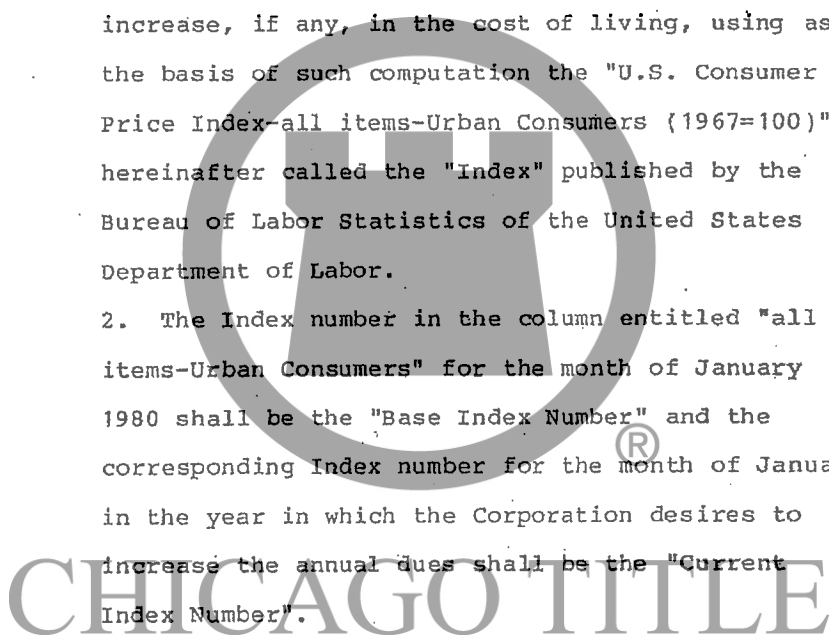 increase, if any, in the cost of living, using as
the basis of such computation the "U.S. Consumer
Price Index-all items-Urban Consumers (1967=100)"
hereinafter called the "Index" published by the
Bureau of Labor Statistics of the United States
Department of Labor.
2. The Index number in the column entitled "all
items-Urban Consumers" for the month of January
1980 shall be the "Base Index Number" and the
corresponding Index number for the month of Janua
in the year in which the Corporation desires to
increase the annual dues shall be the "Current
Index Number".
®
CHICAGO TITLE